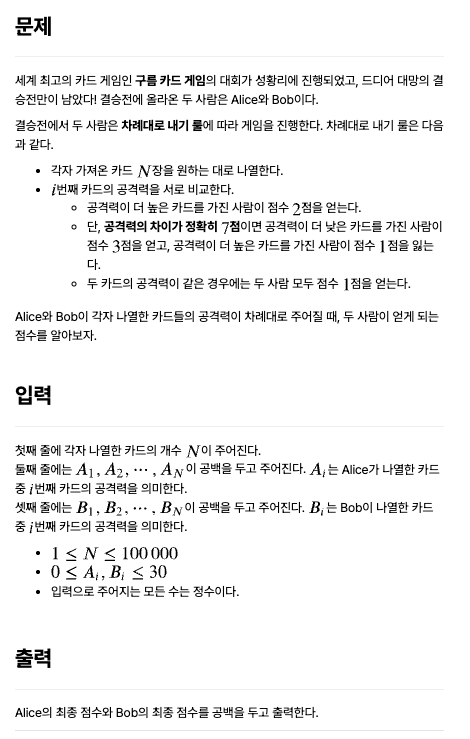 문제
세계 최고의 카드 게임인 구름 카드 게임의 대회가 성황리에 진행되었고, 드디어 대망의 결
승전만이 남았다! 결승전에 올라온 두 사람은 Alice와 Bob이다.
결승전에서 두 사람은 차례대로 내기 룰에 따라 게임을 진행한다. 차례대로 내기 룰은 다음
과 같다.
• 각자 가져온 카드 N장을 원하는 대로 나열한다.
• i번째 카드의 공격력을 서로 비교한다.
◦ 공격력이 더 높은 카드를 가진 사람이 점수 2점을 얻는다.
◦ 단, 공격력의 차이가 정확히 7점이면 공격력이 더 낮은 카드를 가진 사람이
점수 3점을 얻고, 공격력이 더 높은 카드를 가진 사람이 점수 1점을 잃는
다.
◦ 두 카드의 공격력이 같은 경우에는 두 사람 모두 점수 1점을 얻는다.
Alice와 Bob이 각자 나열한 카드들의 공격력이 차례대로 주어질 때, 두 사람이 얻게 되는
점수를 알아보자.
입력
첫째 줄에 각자 나열한 카드의 개수 N이 주어진다.
둘째 줄에는 A₁, A₂, ⋯, A_N이 공백을 두고 주어진다. A_i는 Alice가 나열한 카드
중 i번째 카드의 공격력을 의미한다.
셋째 줄에는 B₁, B₂, ⋯, B_N이 공백을 두고 주어진다. B_i는 Bob이 나열한 카드
중 i번째 카드의 공격력을 의미한다.
• 1 ≤ N ≤ 100 000
• 0 ≤ A_i, B_i ≤ 30
• 입력으로 주어지는 모든 수는 정수이다.
출력
Alice의 최종 점수와 Bob의 최종 점수를 공백을 두고 출력한다.